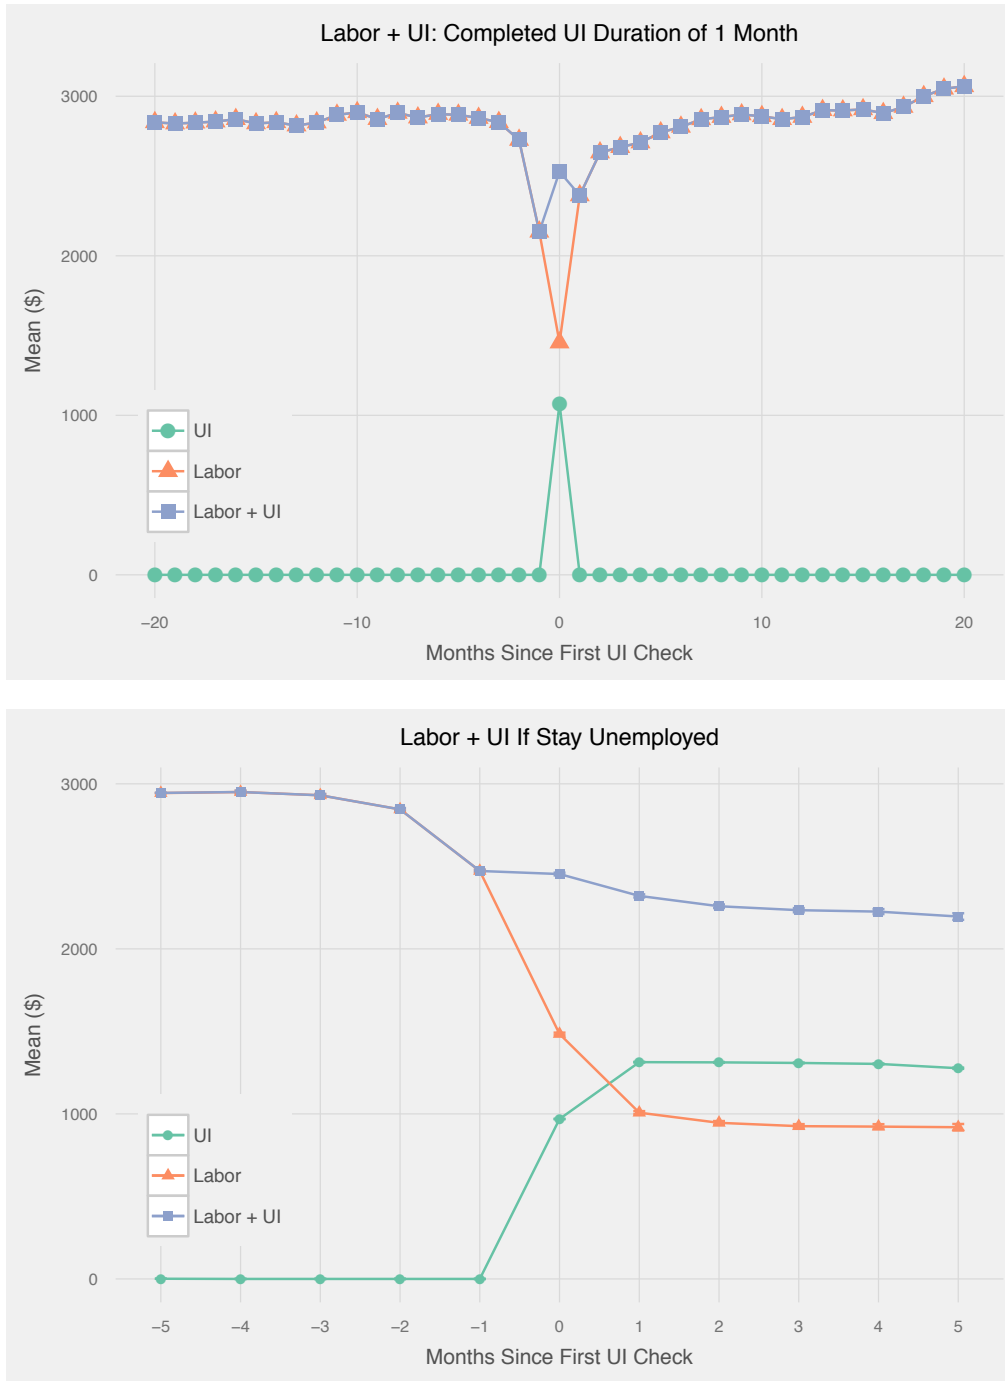 Labor + UI: Completed UI Duration of 1 Month
3000
2000
1000
0
Mean ($)
UI
Labor
Labor + UI
−20
−10
0
10
20
Months Since First UI Check
Labor + UI If Stay Unemployed
3000
2000
1000
0
Mean ($)
UI
Labor
Labor + UI
−5
−4
−3
−2
−1
0
1
2
3
4
5
Months Since First UI Check